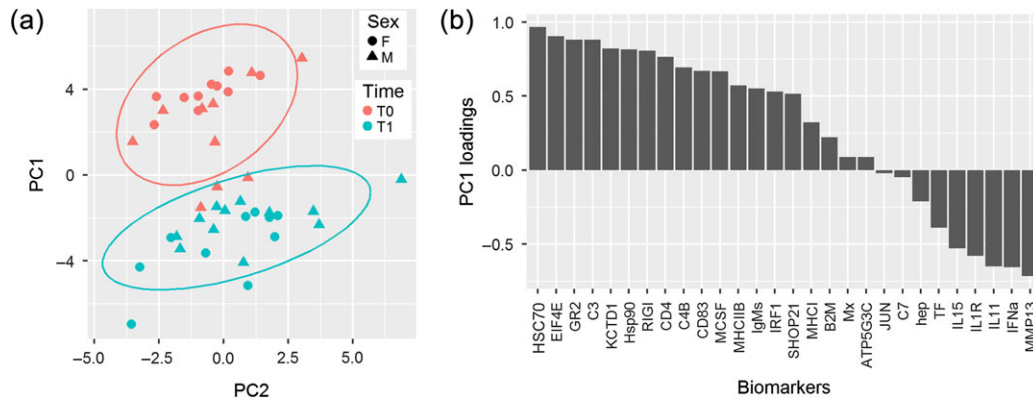 (a)
Sex
F
M
Time
T0
T1
4
0
−4
PC1
−5.0
−2.5
0.0
2.5
5.0
PC2
(b)
1.0
0.5
0.0
−0.5
PC1 loadings
HSC70
EIF4E
GR2
C3
KCTD1
Hsp90
RIGI
CD4
C4B
CD83
MCSF
MHCIIB
IgMs
IRF1
SHOP21
MHCI
B2M
Mx
ATP5G3C
JUN
C7
hep
TF
IL15
IL1R
IL11
IFNa
MMP13
Biomarkers